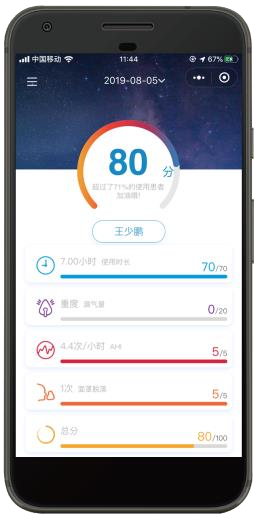 中国移动 11:44 67%
2019-08-05
80分
超过了71%的使用患者
加油哦!
王少鹏
7.00小时 使用时长 70/70
重度 漏气量 0/20
4.4次/小时 AHI 5/5
1次 面罩脱落 5/5
总分 80/100